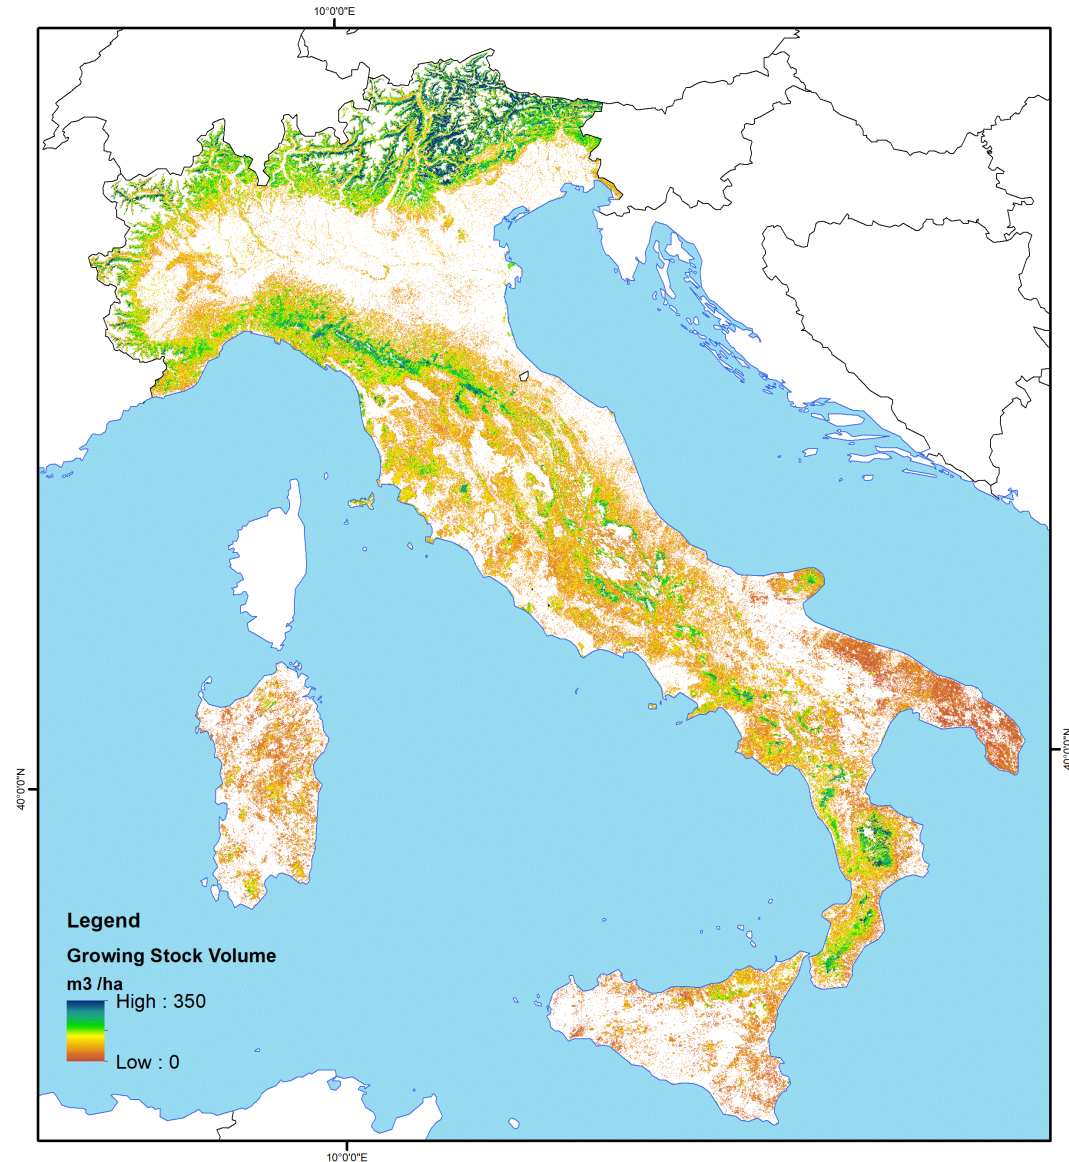 10°0'0"E
40°0'0"N
40°0'0"N
Legend
Growing Stock Volume
m3 /ha
High : 350
Low : 0
10°0'0"E